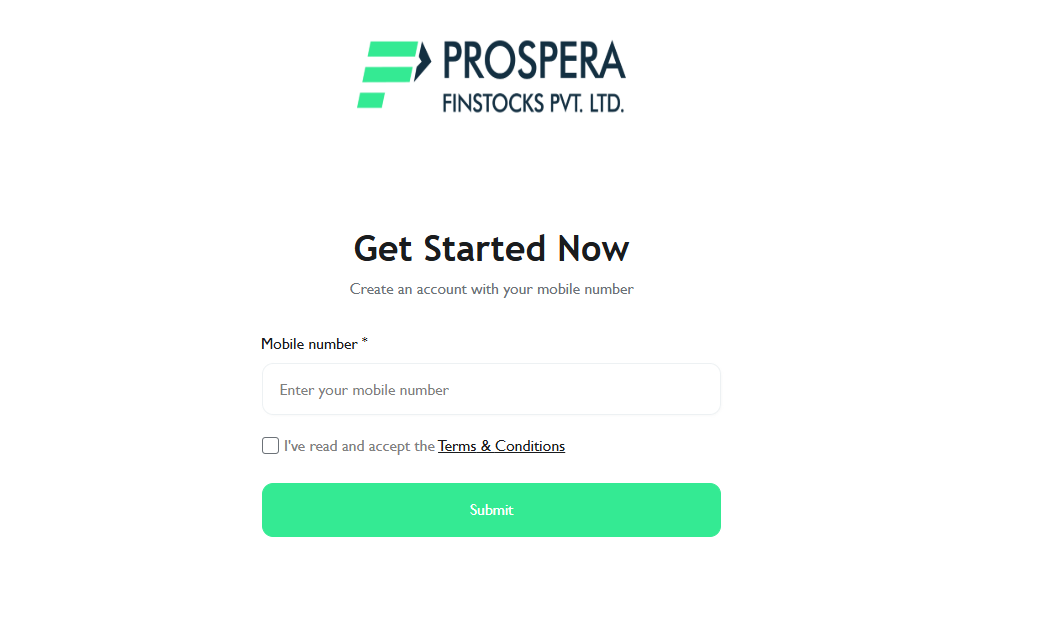 PROSPERA
FINSTOCKS PVT. LTD.
Get Started Now
Create an account with your mobile number
Mobile number *
Enter your mobile number
I've read and accept the Terms & Conditions
Submit